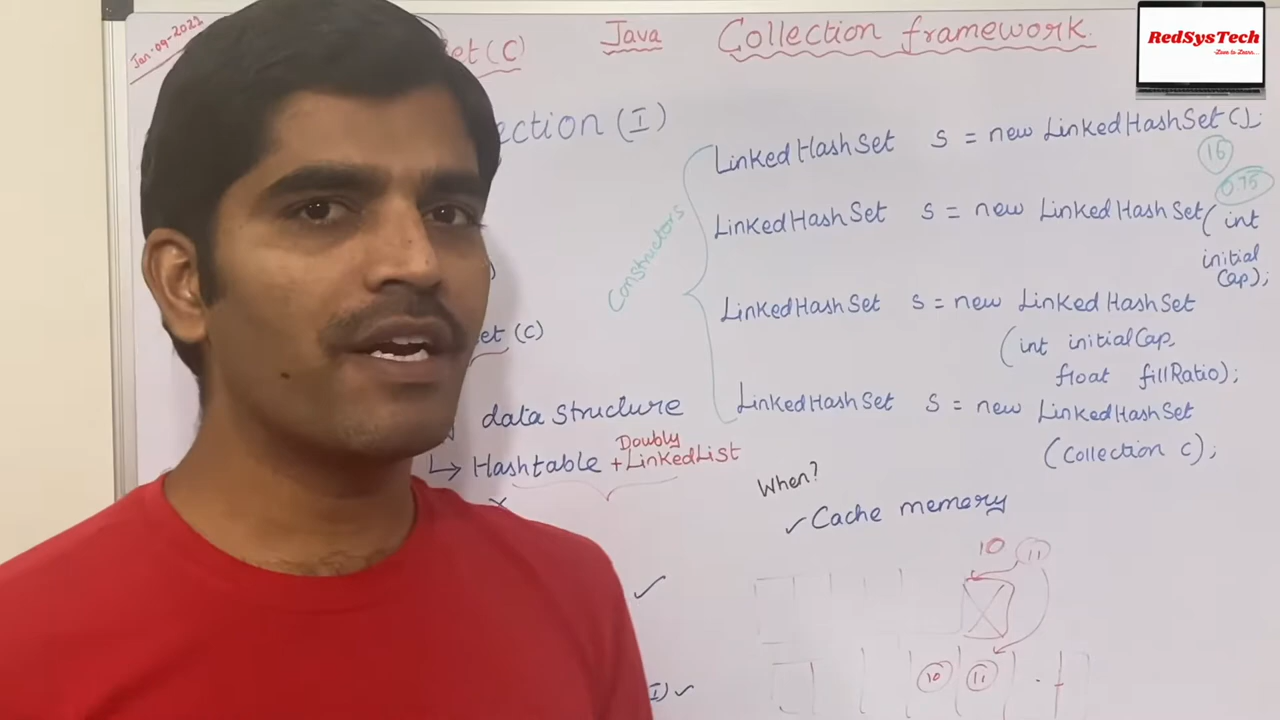 Jan-09-2021
et(C)
Java
Collection framework.
RedSysTech
ection (I)
Constructors
LinkedHashSet S = new LinkedHashSet();
16
0.75
LinkedHashSet S = new LinkedHashSet(int
initial
Cap);
LinkedHashSet S = new LinkedHashSet
(int initialCap,
float fillRatio);
LinkedHashSet S = new LinkedHashSet
(Collection c);
et (C)
data structure
Doubly
↳ Hashtable + LinkedList
When?
✓ Cache memory
10 11
✓
10 11
I) ✓